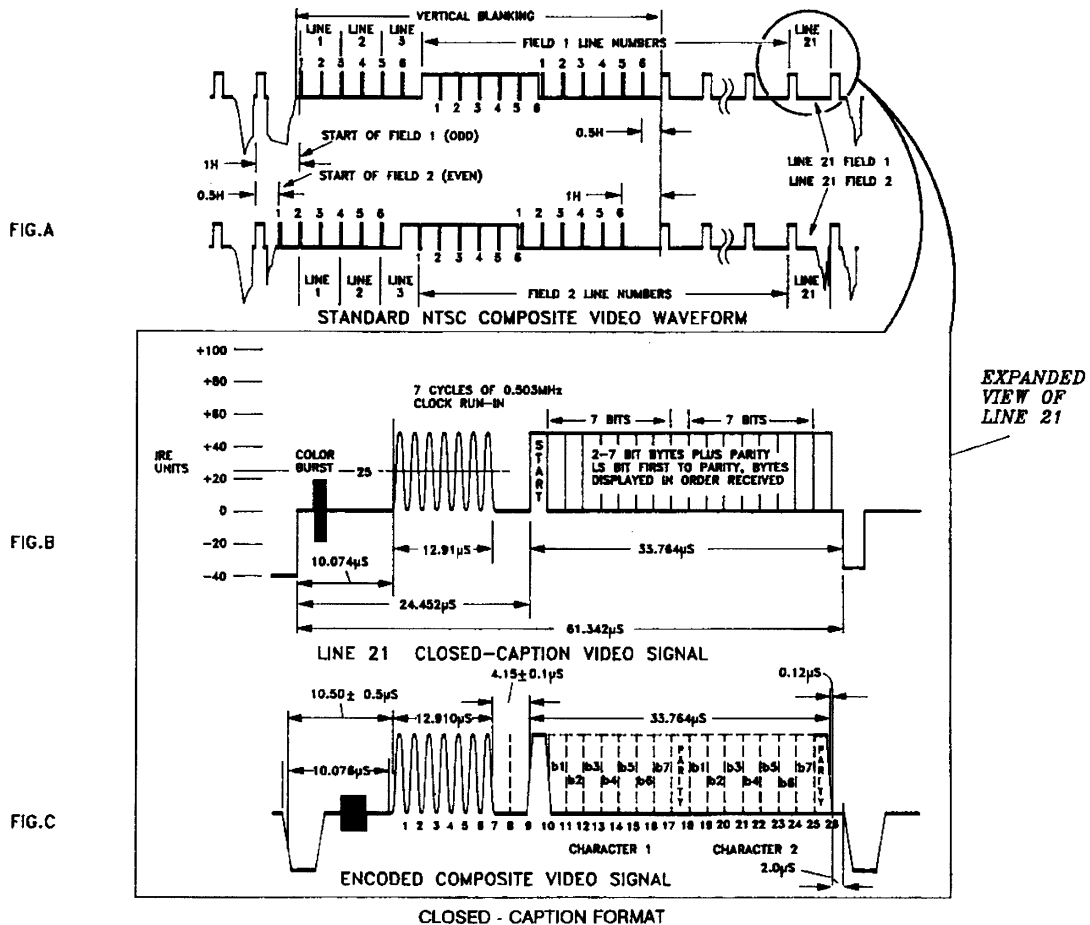 VERTICAL BLANKING
LINE 1 LINE 2 LINE 3
FIELD 1 LINE NUMBERS
LINE 21
1 2 3 4 5 6 1 2 3 4 5 6
1 2 3 4 5 6
0.5H
START OF FIELD 1 (ODD)
1H
START OF FIELD 2 (EVEN)
0.5H
1H
LINE 21 FIELD 1
LINE 21 FIELD 2
FIG.A
1 2 3 4 5 6 1 2 3 4 5 6
1 2 3 4 5 6
LINE 1 LINE 2 LINE 3
FIELD 2 LINE NUMBERS
LINE 21
STANDARD NTSC COMPOSITE VIDEO WAVEFORM
EXPANDED
VIEW OF
LINE 21
+100
+80
+60
+40
+20
0
-20
-40
IRE
UNITS
7 CYCLES OF 0.503MHz
CLOCK RUN-IN
COLOR
BURST
25
START
7 BITS 7 BITS
2-7 BIT BYTES PLUS PARITY
LS BIT FIRST TO PARITY, BYTES
DISPLAYED IN ORDER RECEIVED
FIG.B
12.91µS
33.764µS
10.074µS
24.452µS
61.342µS
LINE 21 CLOSED-CAPTION VIDEO SIGNAL
4.15± 0.1µS
0.12µS
10.50± 0.5µS
12.910µS
33.764µS
10.076µS
b1 b2 b3 b4 b5 b6 b7 PARITY b1 b2 b3 b4 b5 b6 b7 PARITY
FIG.C
1 2 3 4 5 6 7 8 9 10 11 12 13 14 15 16 17 18 19 20 21 22 23 24 25 26
CHARACTER 1 CHARACTER 2
2.0µS
ENCODED COMPOSITE VIDEO SIGNAL
CLOSED - CAPTION FORMAT